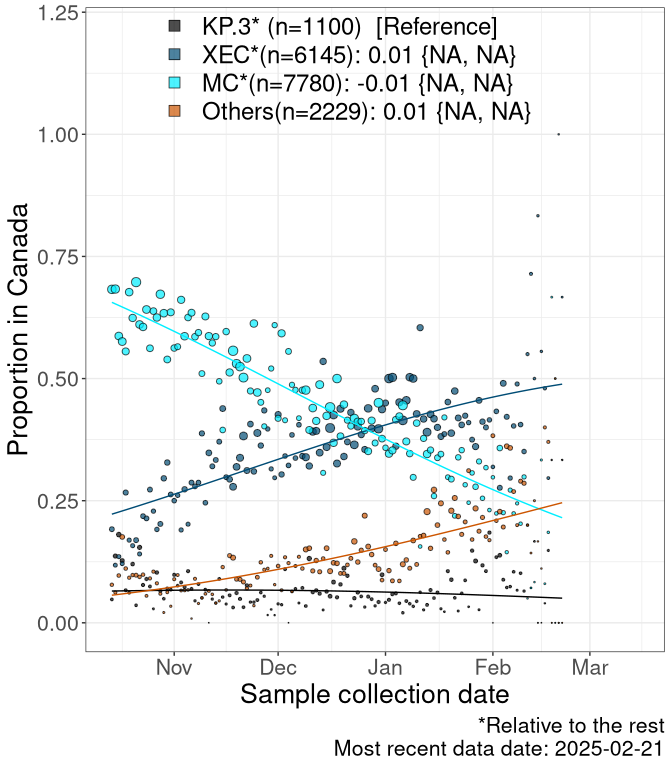 1.25
KP.3* (n=1100)  [Reference]
XEC*(n=6145): 0.01 {NA, NA}
MC*(n=7780): -0.01 {NA, NA}
Others(n=2229): 0.01 {NA, NA}
1.00
0.75
0.50
0.25
0.00
Proportion in Canada
Nov Dec Jan Feb Mar
Sample collection date
*Relative to the rest
Most recent data date: 2025-02-21